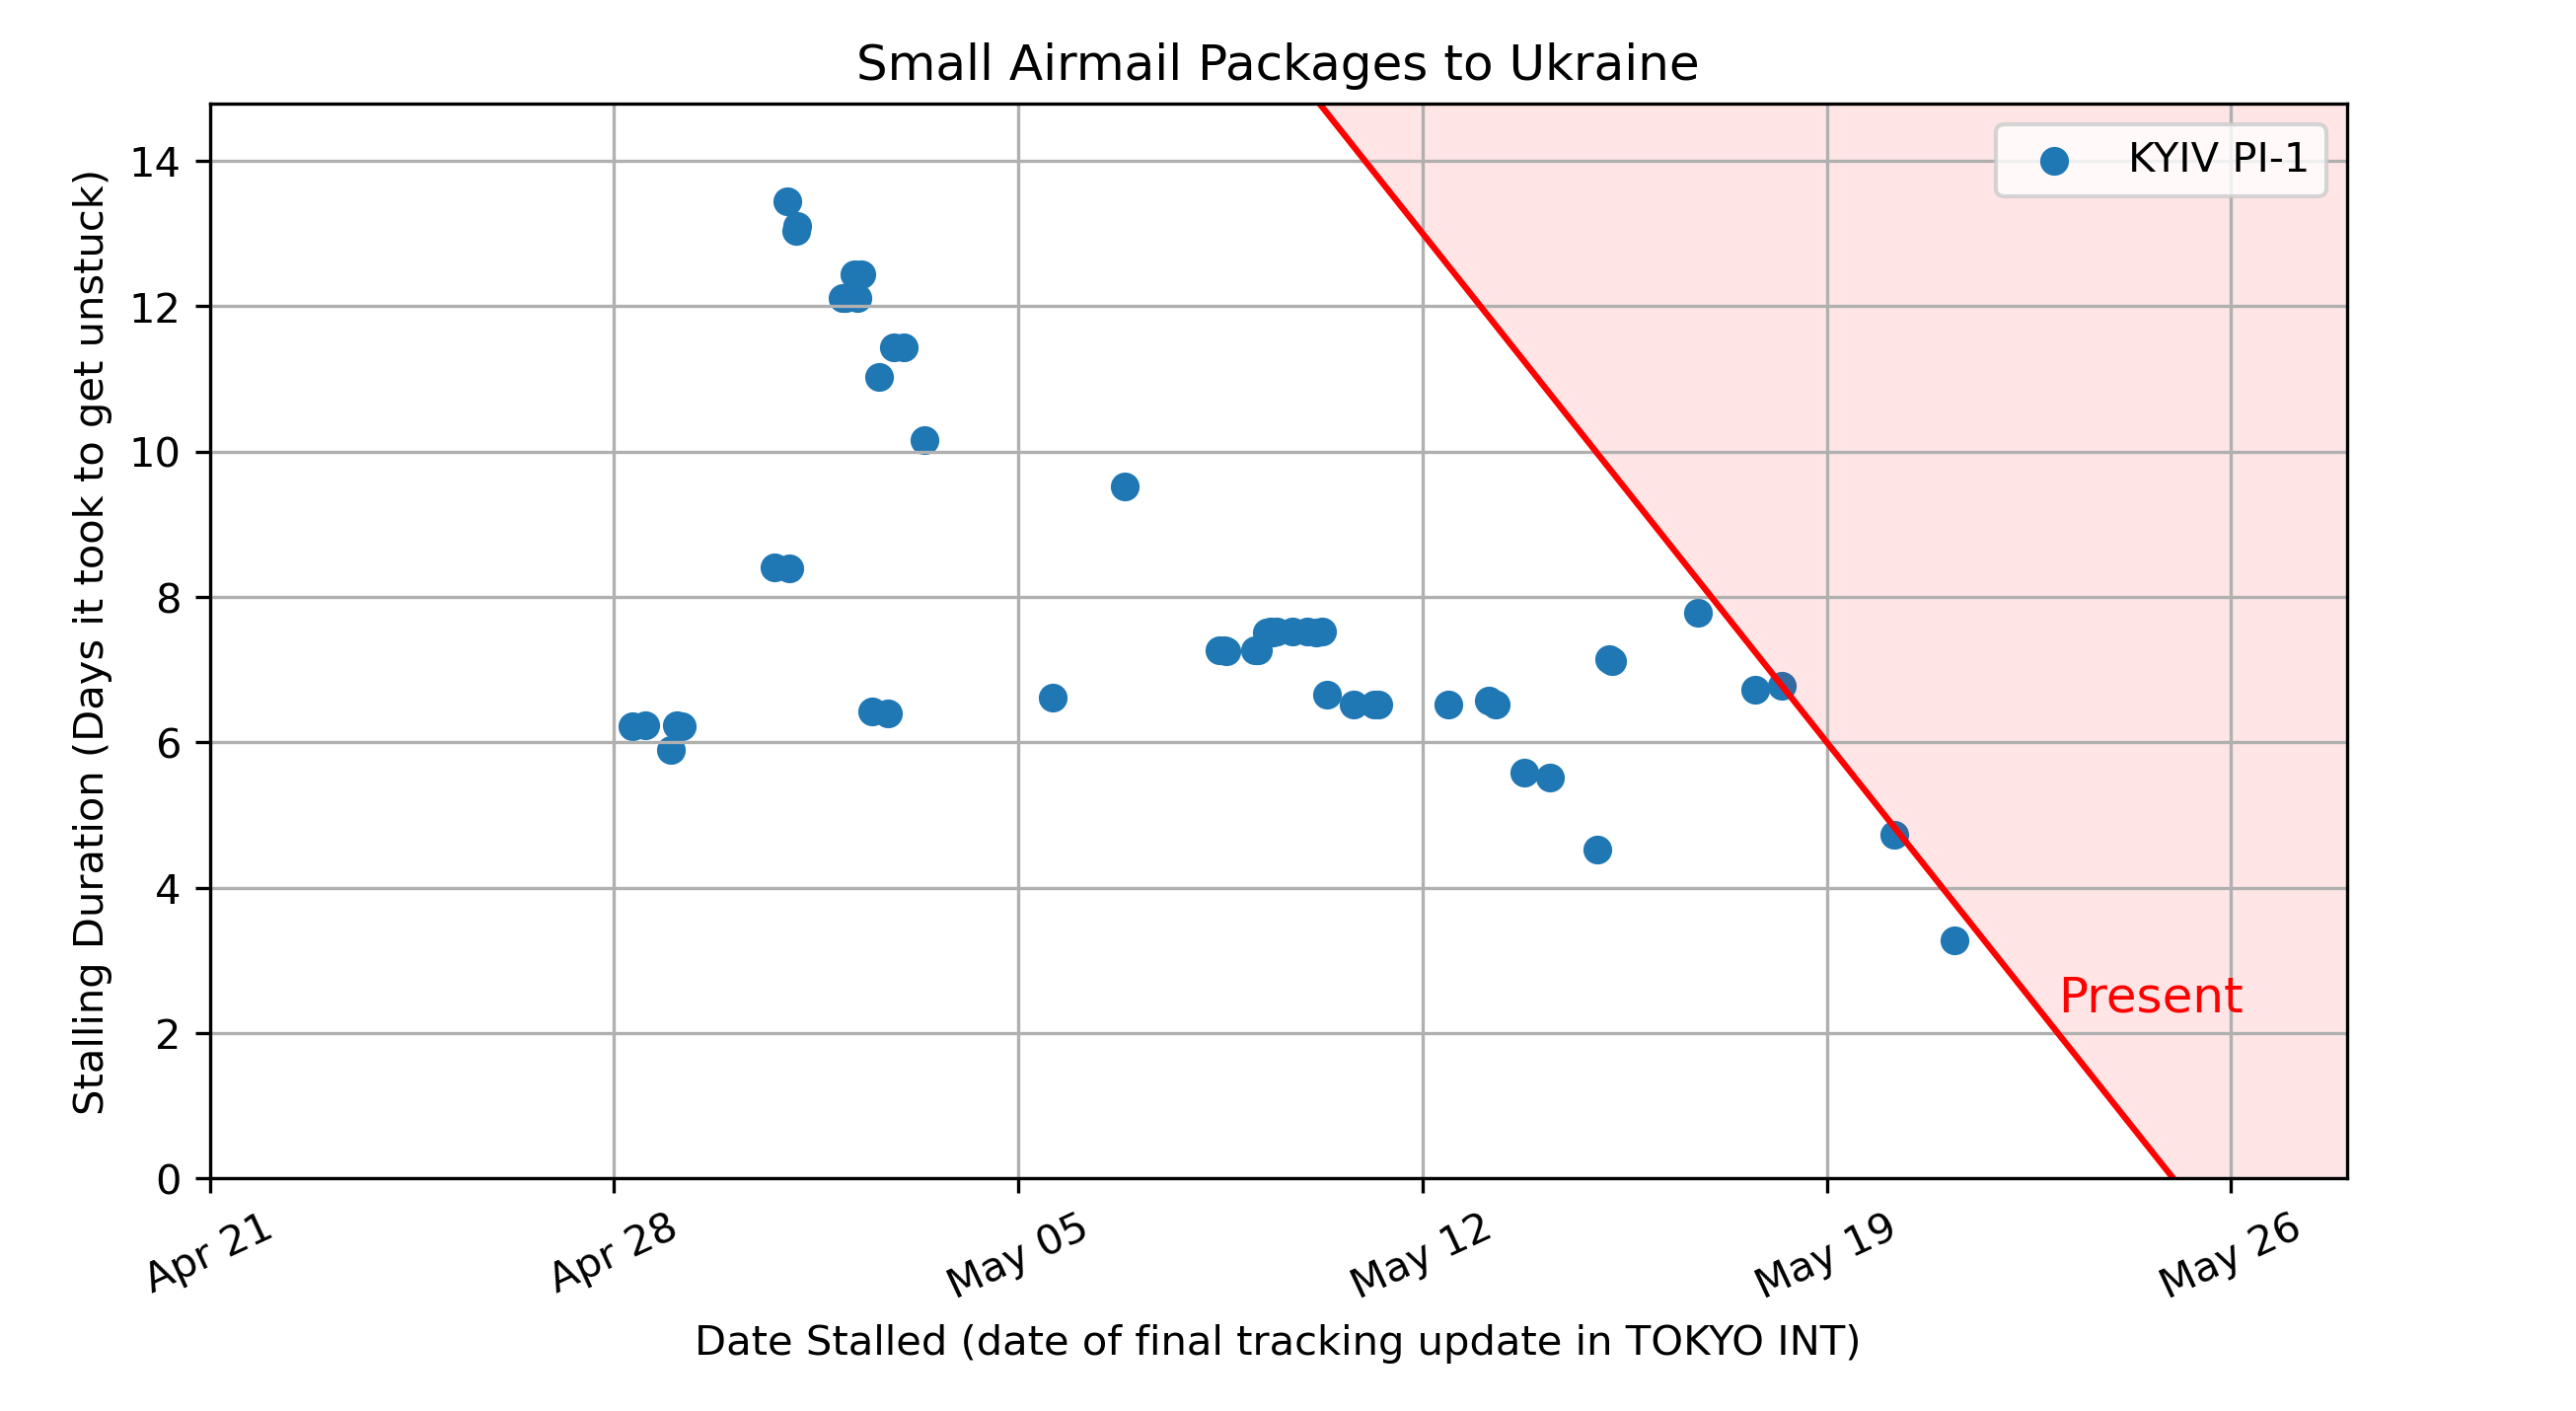 Small Airmail Packages to Ukraine
KYIV PI-1
Stalling Duration (Days it took to get unstuck)
14
12
10
8
6
4
2
0
Present
Apr 21
Apr 28
May 05
May 12
May 19
May 26
Date Stalled (date of final tracking update in TOKYO INT)